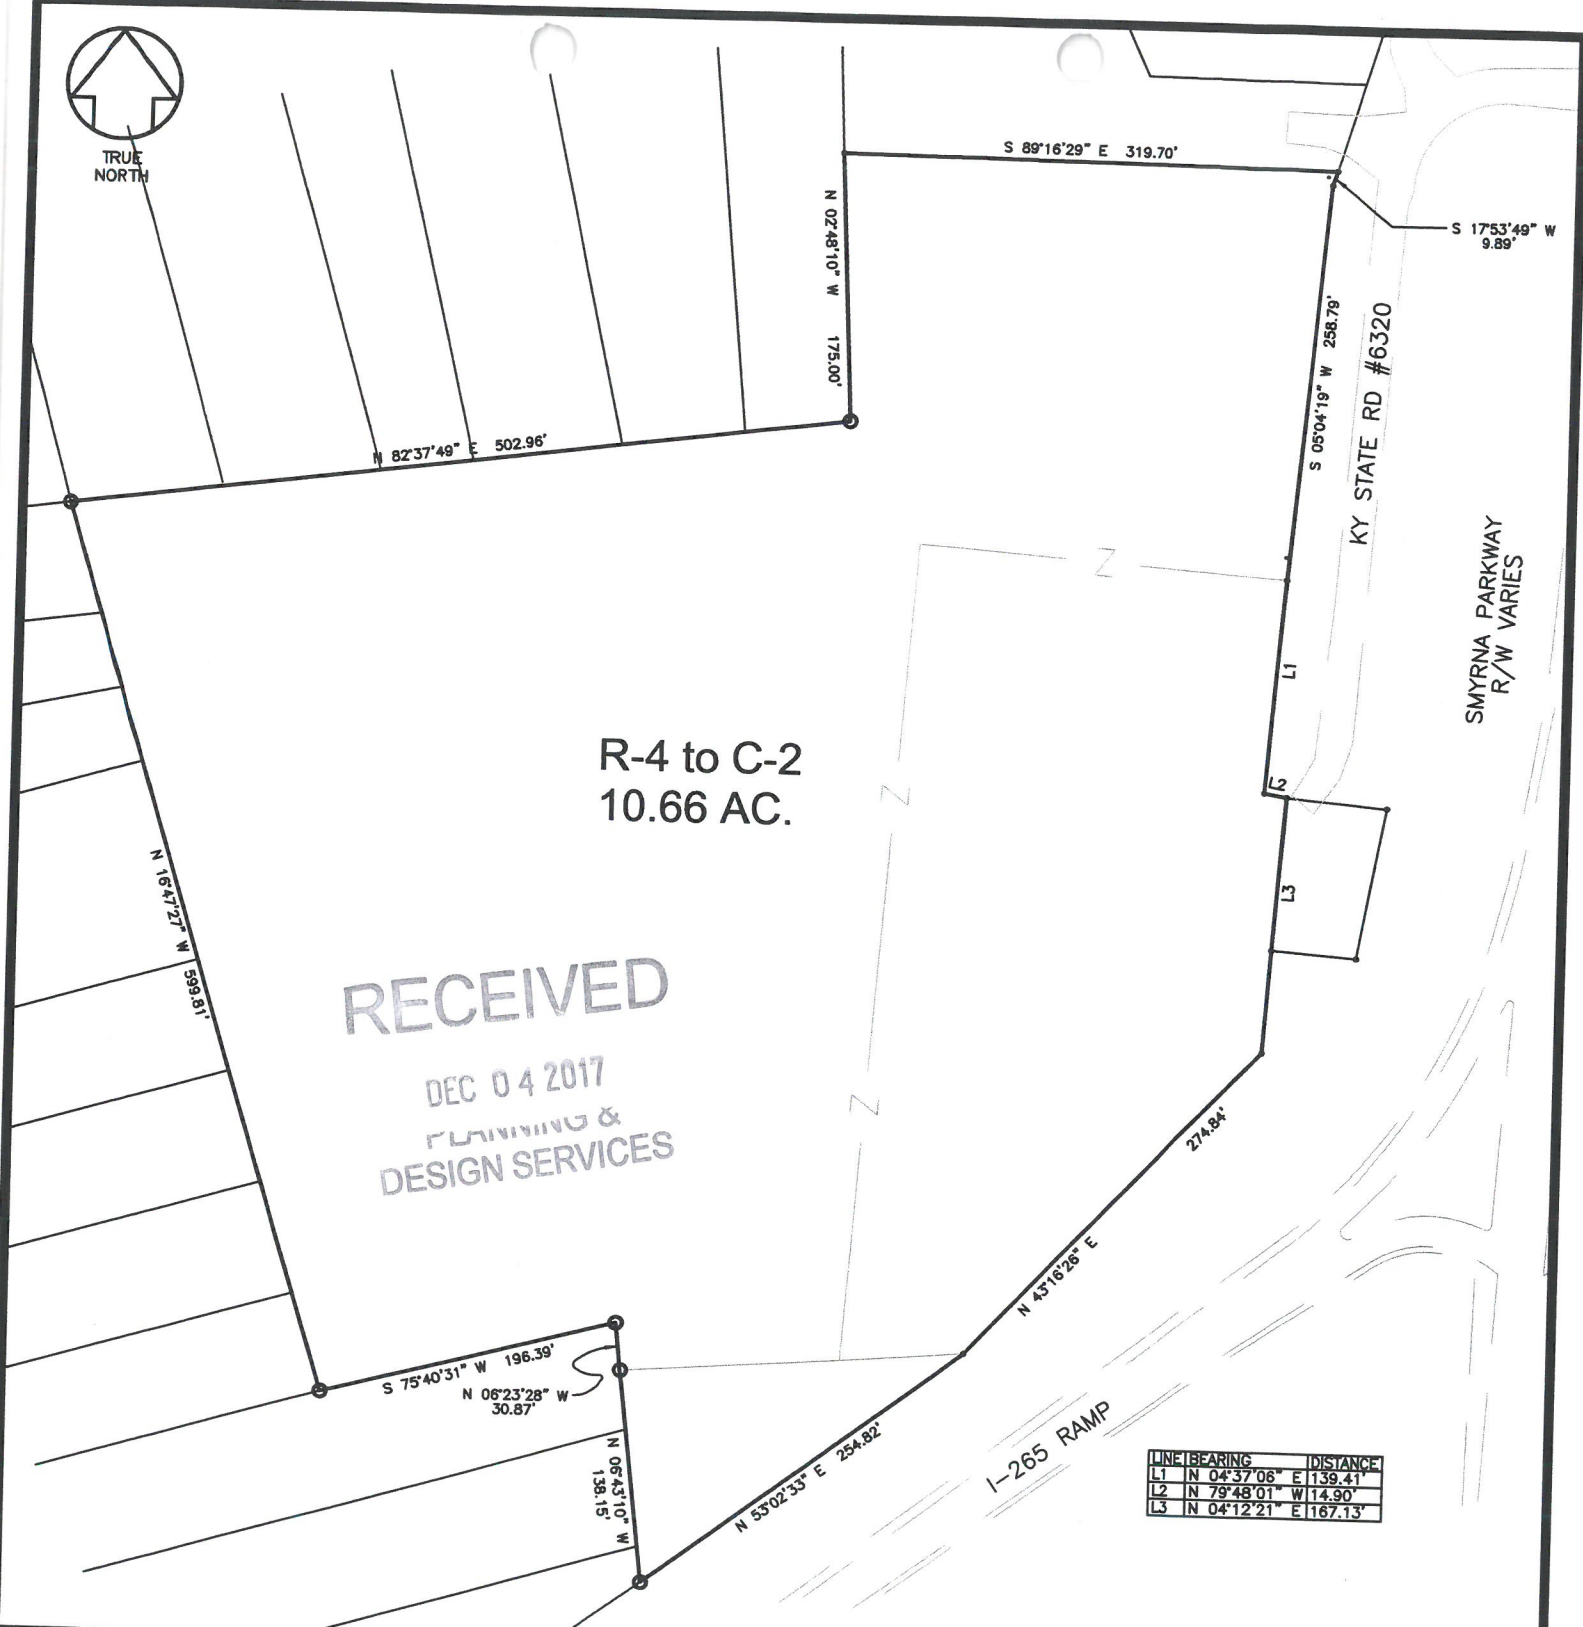 TRUE
NORTH
S 89°16'29" E 319.70'
S 17°53'49" W
9.89'
N 02°48'10" W 175.00'
S 05°04'19" W 258.79'
KY STATE RD #6320
N 82°37'49" E 502.96'
SMYRNA PARKWAY
R/W VARIES
Z
L1
R-4 to C-2
10.66 AC.
Z
L2
L3
N 16°47'27" W 599.81'
RECEIVED
DEC 04 2017
PLANNING &
DESIGN SERVICES
Z
274.84'
N 43°16'26" E
S 75°40'31" W 196.39'
N 06°23'28" W
30.87'
N 06°43'10" W
138.15'
N 53°02'33" E 254.82'
I-265 RAMP
LINE BEARING DISTANCE
L1 N 04°37'06" E 139.41'
L2 N 79°48'01" W 14.90'
L3 N 04°12'21" E 167.13'